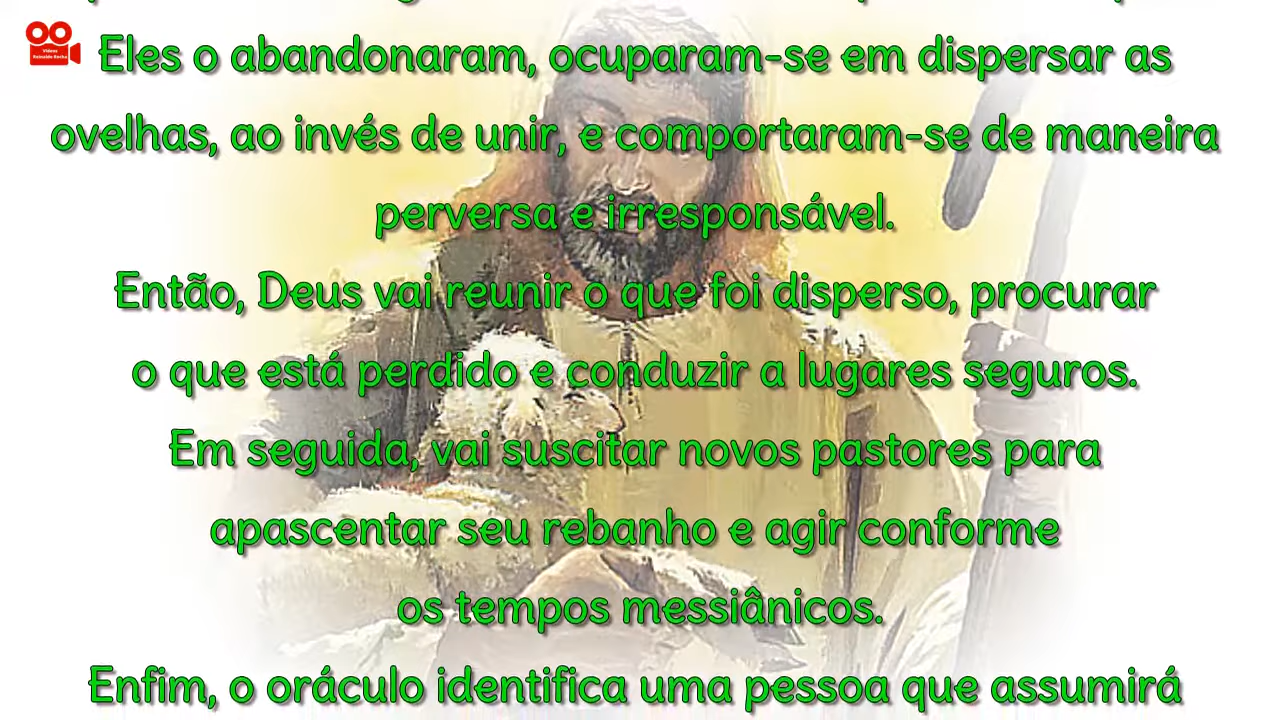 Eles o abandonaram, ocuparam-se em dispersar as
ovelhas, ao invés de unir, e comportaram-se de maneira
perversa e irresponsável.
Então, Deus vai reunir o que foi disperso, procurar
o que está perdido e conduzir a lugares seguros.
Em seguida, vai suscitar novos pastores para
apascentar seu rebanho e agir conforme
os tempos messiânicos.
Enfim, o oráculo identifica uma pessoa que assumirá